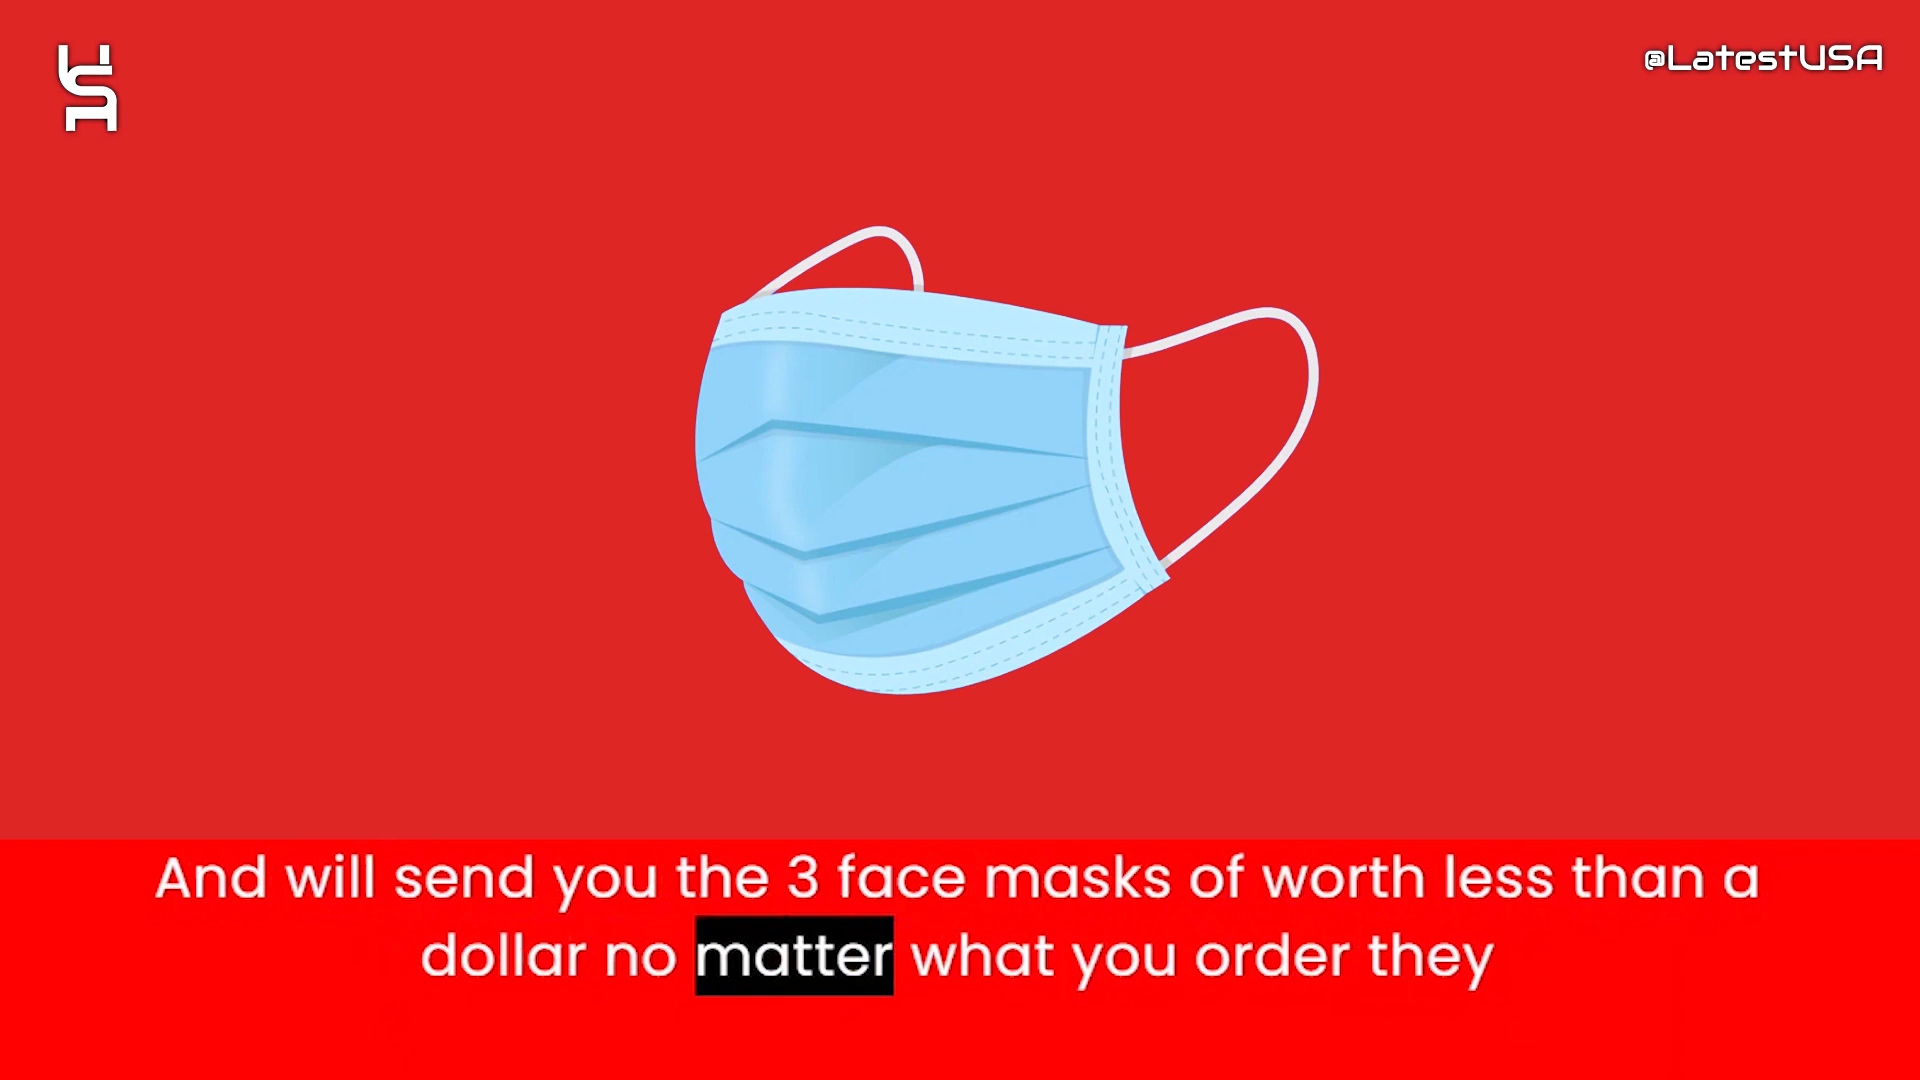 USA
@LatestUSA
And will send you the 3 face masks of worth less than a
dollar no matter what you order they